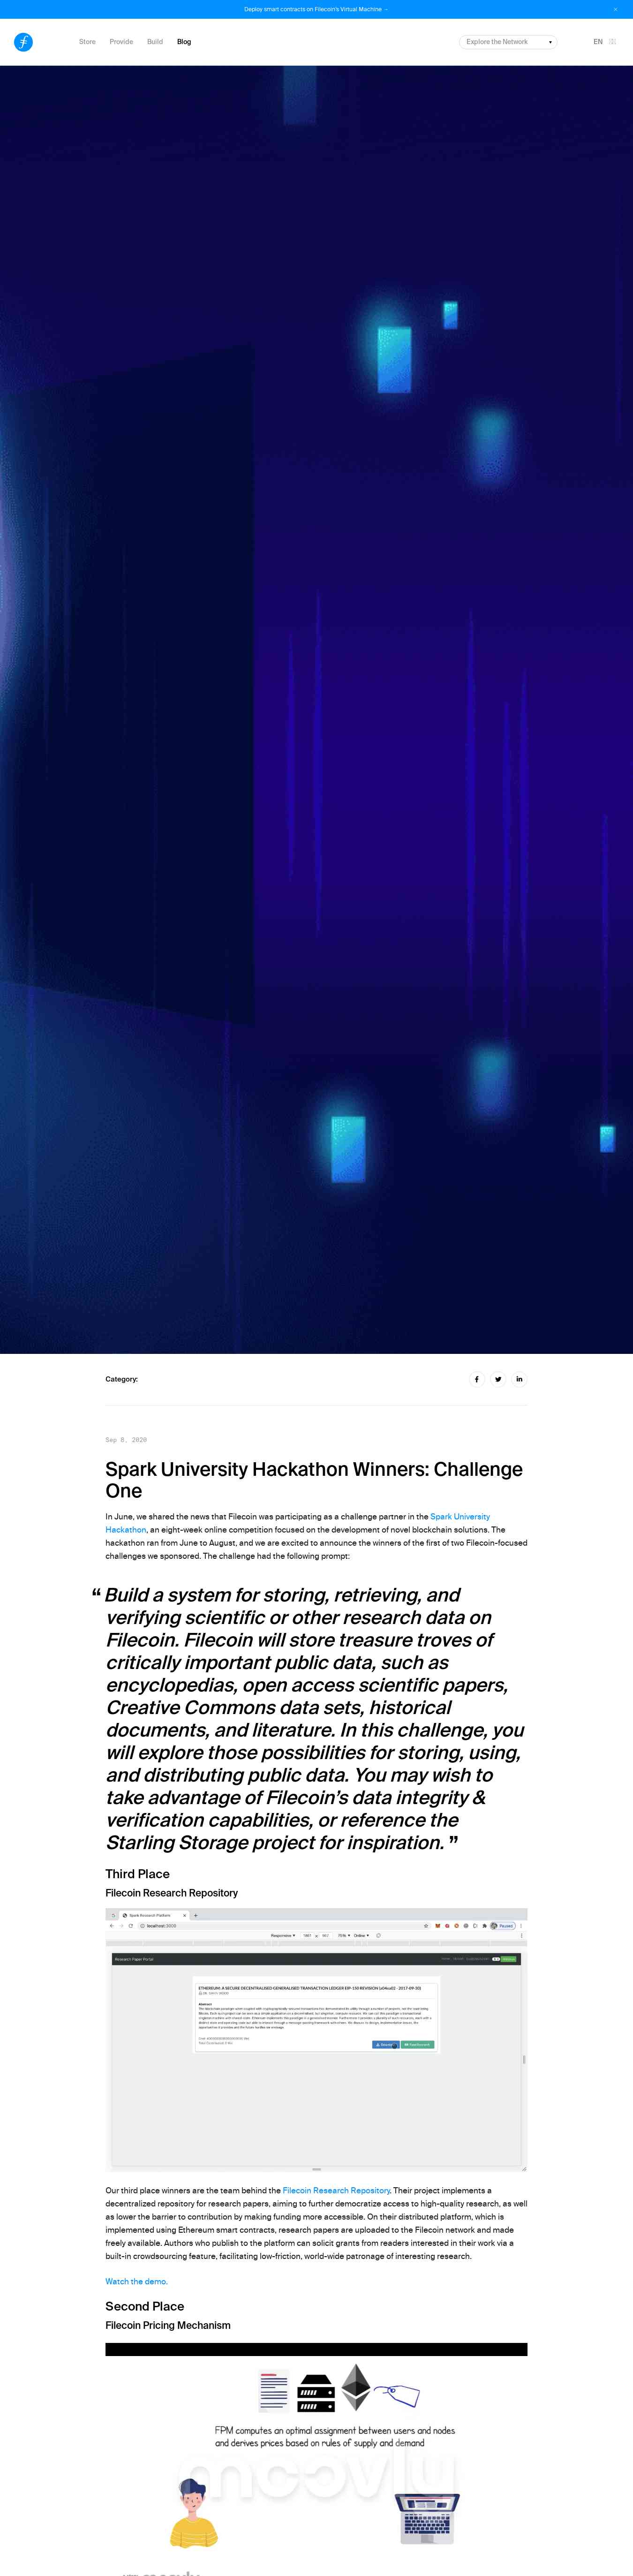 Deploy smart contracts on Filecoin's Virtual Machine →
Store Provide Build Blog
Explore the Network
EN
Category:
Sep 8, 2020
Spark University Hackathon Winners: Challenge
One
In June, we shared the news that Filecoin was participating as a challenge partner in the Spark University
Hackathon, an eight-week online competition focused on the development of novel blockchain solutions. The
hackathon ran from June to August, and we are excited to announce the winners of the first of two Filecoin-focused
challenges we sponsored. The challenge had the following prompt:
“ Build a system for storing, retrieving, and
verifying scientific or other research data on
Filecoin. Filecoin will store treasure troves of
critically important public data, such as
encyclopedias, open access scientific papers,
Creative Commons data sets, historical
documents, and literature. In this challenge, you
will explore those possibilities for storing, using,
and distributing public data. You may wish to
take advantage of Filecoin’s data integrity &
verification capabilities, or reference the
Starling Storage project for inspiration. ”
Third Place
Filecoin Research Repository
Spark Research Platform
localhost:3000
Responsive 75% Online
Research Paper Portal
ETHEREUM: A SECURE DECENTRALISED GENERALISED TRANSACTION LEDGER EIP-150 REVISION
Abstract
Our third place winners are the team behind the Filecoin Research Repository. Their project implements a
decentralized repository for research papers, aiming to further democratize access to high-quality research, as well
as lower the barrier to contribution by making funding more accessible. On their distributed platform, which is
implemented using Ethereum smart contracts, research papers are uploaded to the Filecoin network and made
freely available. Authors who publish to the platform can solicit grants from readers interested in their work via a
built-in crowdsourcing feature, facilitating low-friction, world-wide patronage of interesting research.
Watch the demo.
Second Place
Filecoin Pricing Mechanism
FPM computes an optimal assignment between users and nodes
and derives prices based on rules of supply and demand
moovly